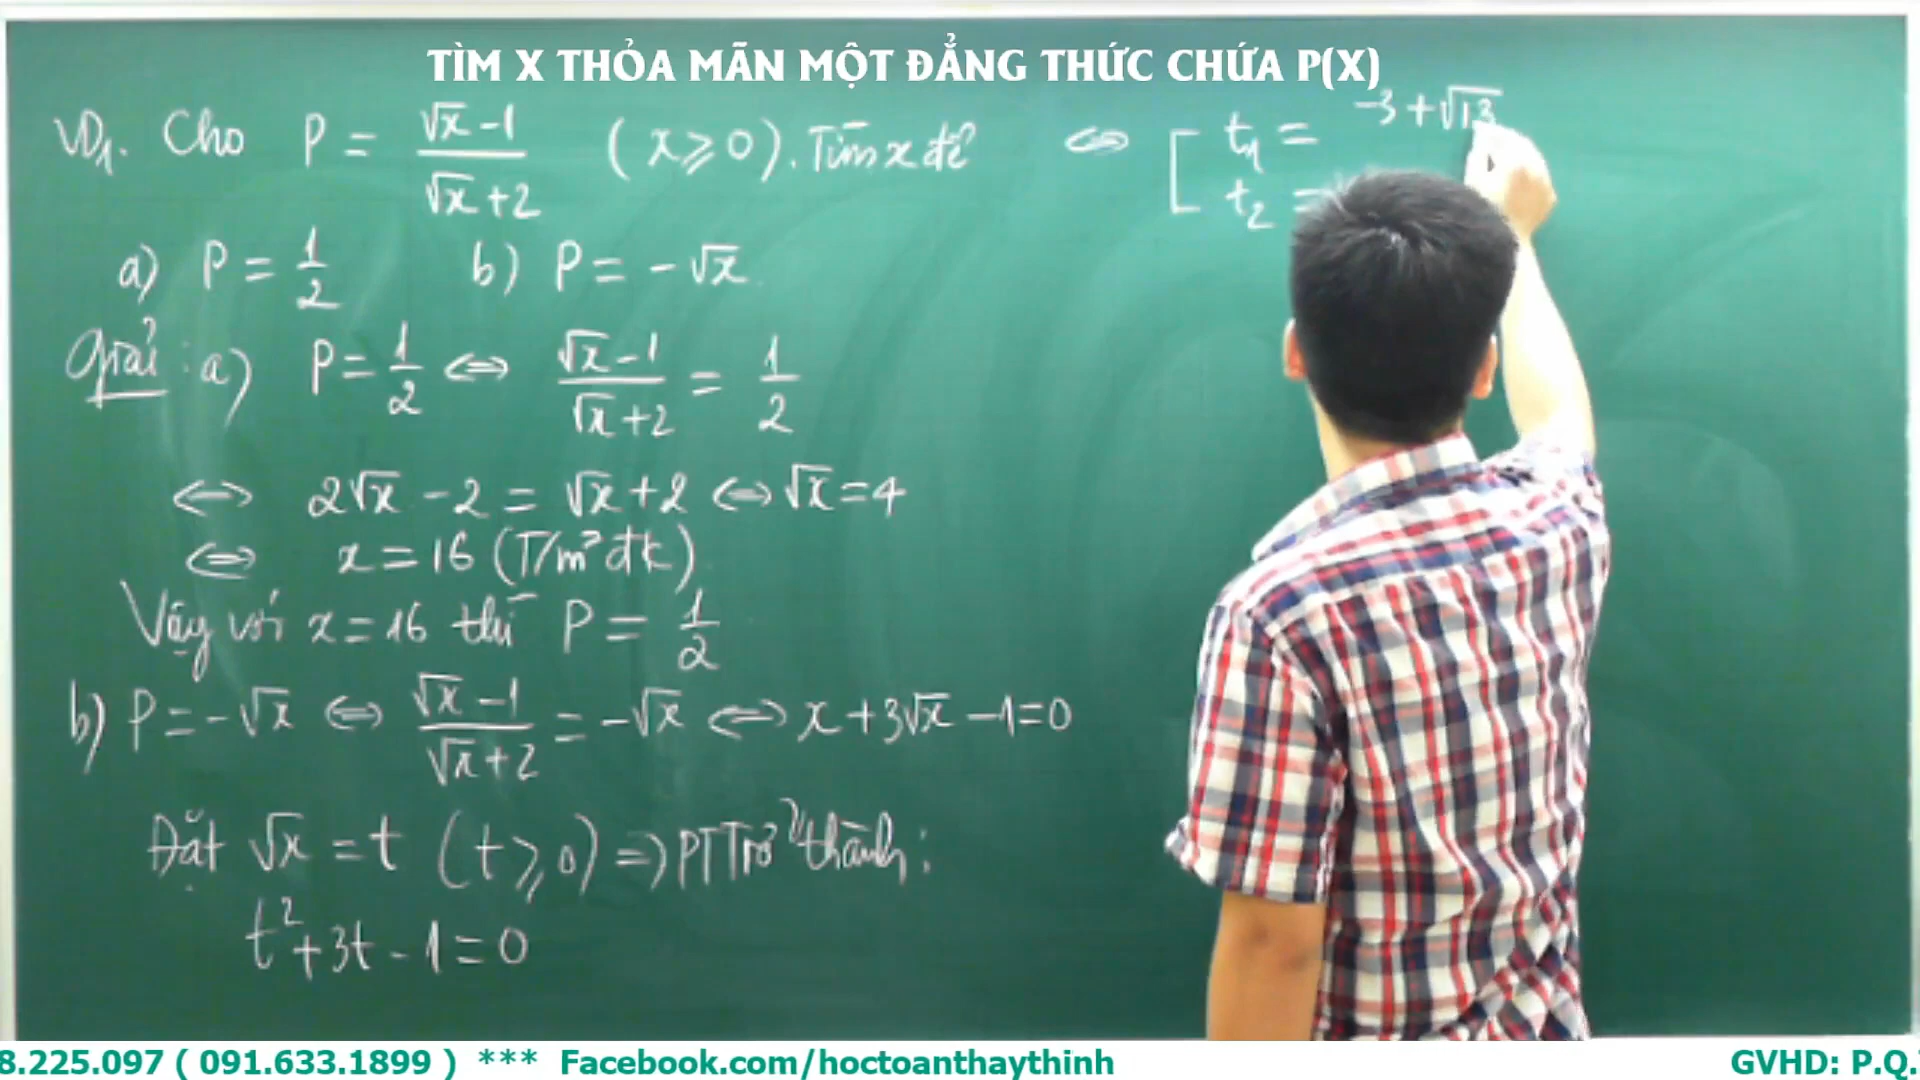 TÌM X THỎA MÃN MỘT ĐẲNG THỨC CHỨA P(X)
VD1. Cho P = (√x - 1)/(√x + 2) (x ⩾ 0). Tìm x để
a) P = 1/2 b) P = -√x
Giải: a) P = 1/2 ⇔ (√x - 1)/(√x + 2) = 1/2
⇔ 2√x - 2 = √x + 2 ⇔ √x = 4
⇔ x = 16 (T/m² đk)
Vậy với x = 16 thì P = 1/2
b) P = -√x ⇔ (√x - 1)/(√x + 2) = -√x ⇔ x + 3√x - 1 = 0
Đặt √x = t (t ⩾ 0) ⇒ PT Trở thành:
t² + 3t - 1 = 0
⇔ [ t₁ = -3 + √13
t₂ =
8.225.097 ( 091.633.1899 ) *** Facebook.com/hoctoanthaythinh GVHD: P.Q.